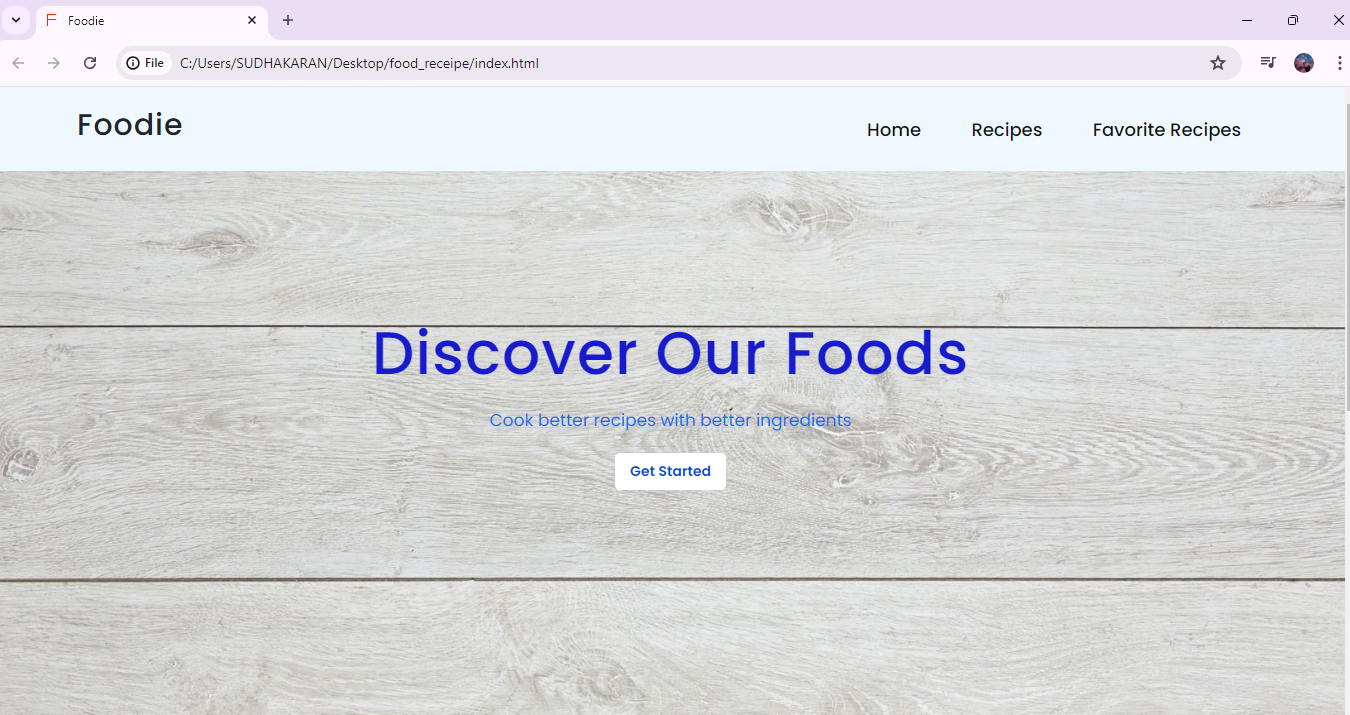 Foodie
File C:/Users/SUDHAKARAN/Desktop/food_receipe/index.html
Foodie
Home Recipes Favorite Recipes
Discover Our Foods
Cook better recipes with better ingredients
Get Started